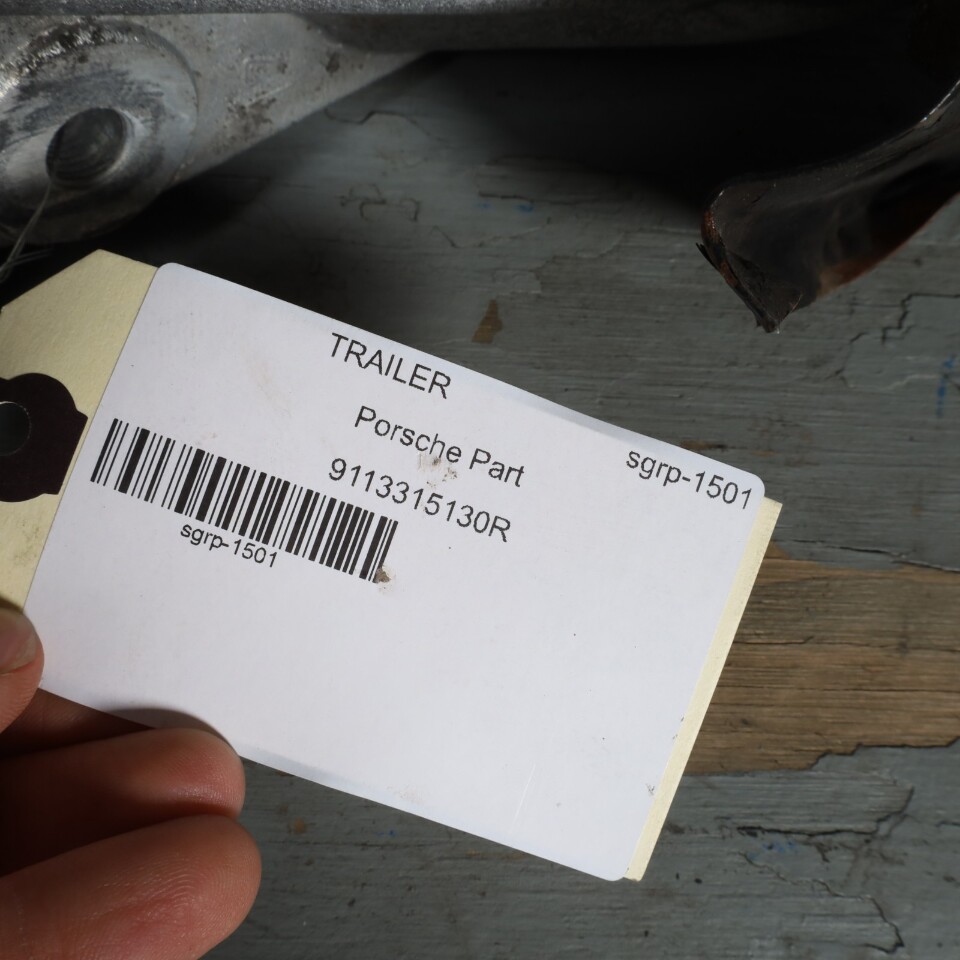 TRAILER
Porsche Part
sgrp-1501
9113315130R
sgrp-1501